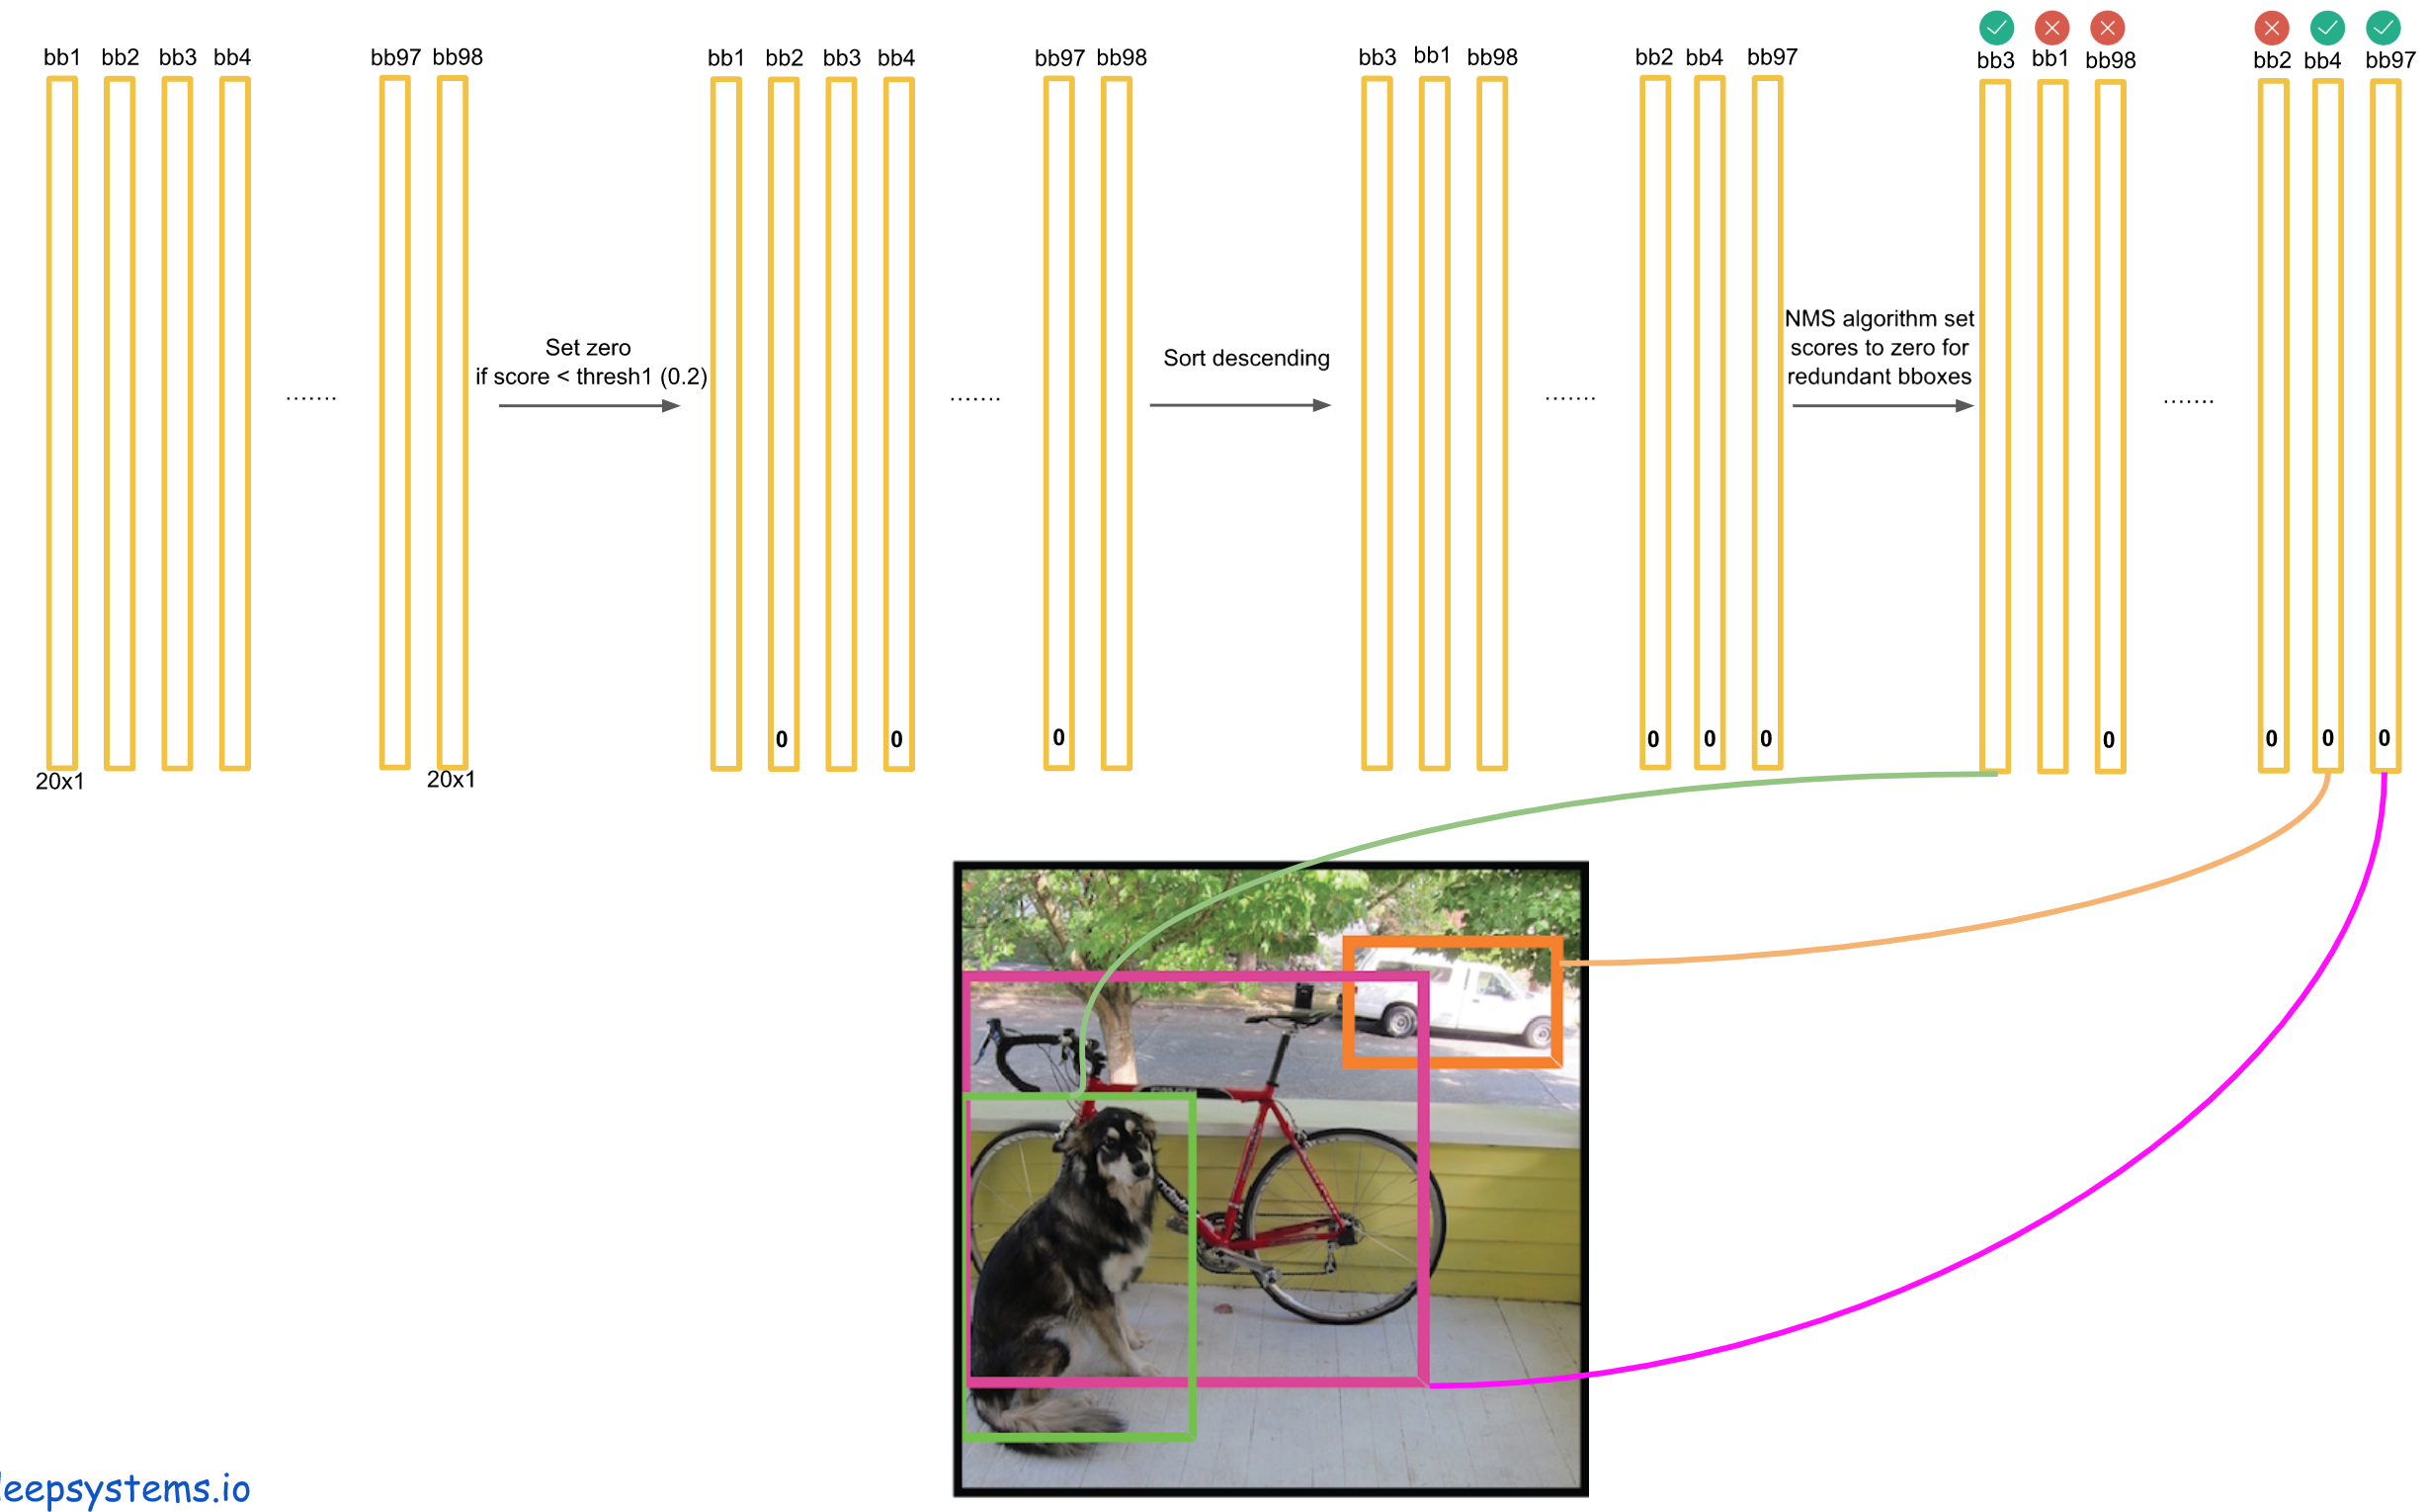 bb1 bb2 bb3 bb4 bb97 bb98
bb1 bb2 bb3 bb4 bb97 bb98
bb3 bb1 bb98 bb2 bb4 bb97
bb3 bb1 bb98 bb2 bb4 bb97
.......
Set zero
if score < thresh1 (0.2)
.......
Sort descending
.......
NMS algorithm set
scores to zero for
redundant bboxes
.......
0 0 0
0 0 0
0 0 0 0
20x1 20x1
eepsystems.io